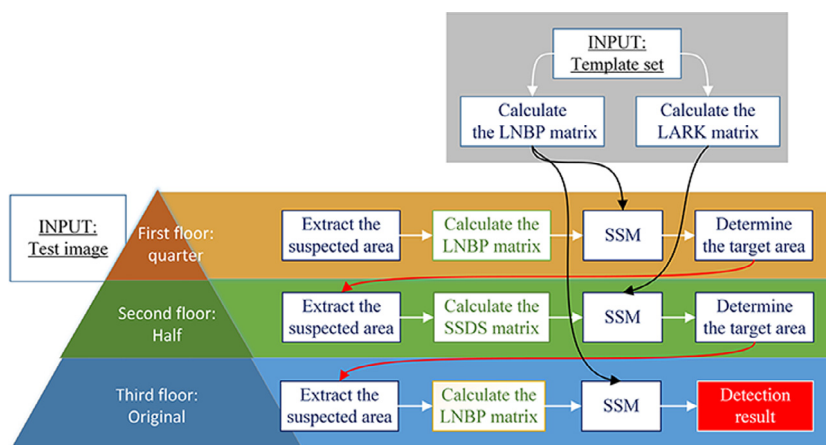 INPUT:
Template set
Calculate
the LNBP matrix
Calculate the
LARK matrix
INPUT:
Test image
First floor:
quarter
Extract the
suspected area
Calculate the
LNBP matrix
SSM
Determine
the target area
Second floor:
Half
Extract the
suspected area
Calculate the
SSDS matrix
SSM
Determine
the target area
Third floor:
Original
Extract the
suspected area
Calculate the
LNBP matrix
SSM
Detection
result